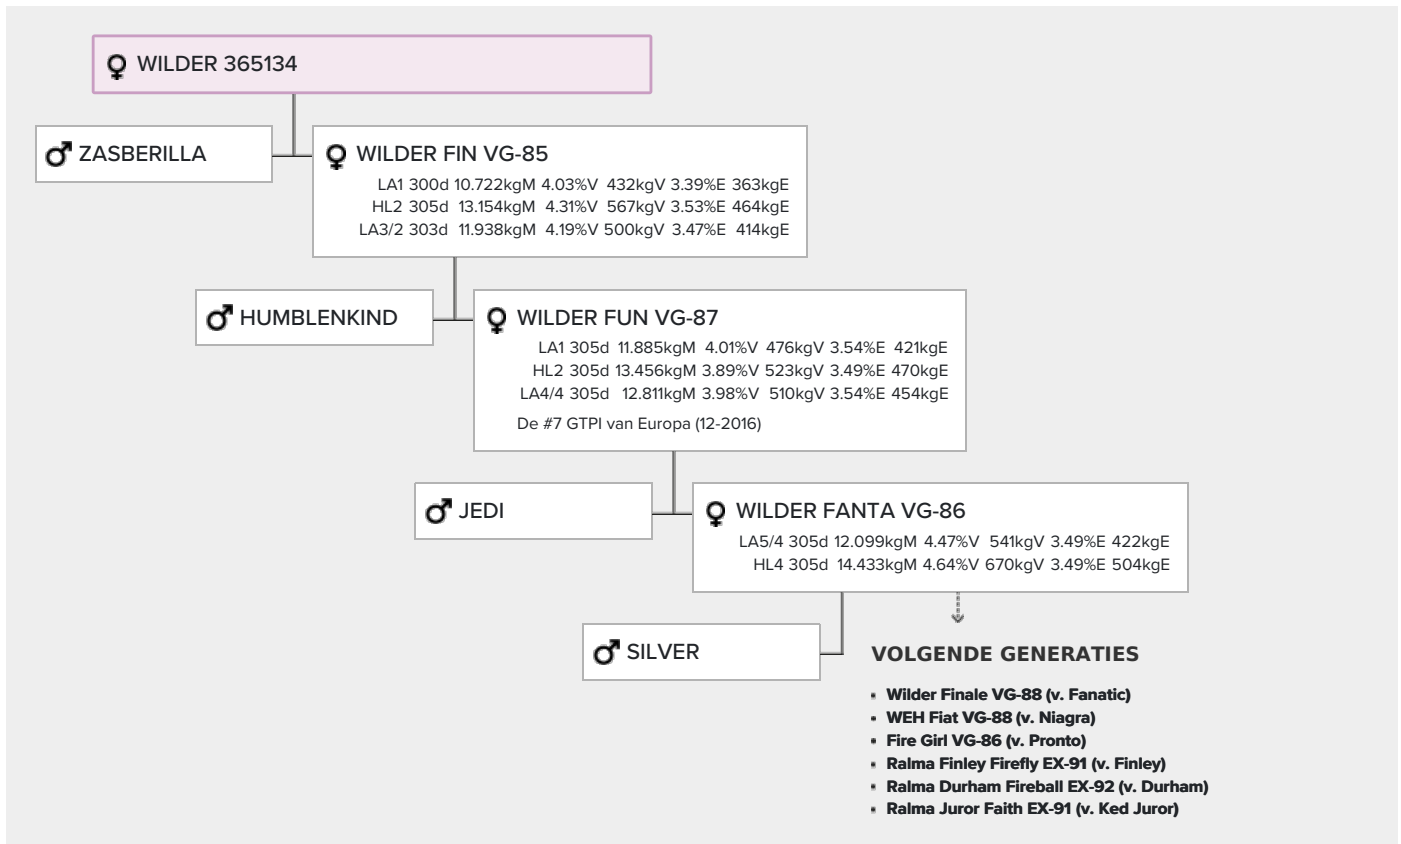 WILDER 365134
ZASBERILLA
WILDER FIN VG-85
LA1 300d 10.722kgM 4.03%V 432kgV 3.39%E 363kgE
HL2 305d 13.154kgM 4.31%V 567kgV 3.53%E 464kgE
LA3/2 303d 11.938kgM 4.19%V 500kgV 3.47%E 414kgE
HUMBLENKIND
WILDER FUN VG-87
LA1 305d 11.885kgM 4.01%V 476kgV 3.54%E 421kgE
HL2 305d 13.456kgM 3.89%V 523kgV 3.49%E 470kgE
LA4/4 305d 12.811kgM 3.98%V 510kgV 3.54%E 454kgE
De #7 GTPI van Europa (12-2016)
JEDI
WILDER FANTA VG-86
LA5/4 305d 12.099kgM 4.47%V 541kgV 3.49%E 422kgE
HL4 305d 14.433kgM 4.64%V 670kgV 3.49%E 504kgE
SILVER
VOLGENDE GENERATIES
▪ Wilder Finale VG-88 (v. Fanatic)
▪ WEH Fiat VG-88 (v. Niagra)
▪ Fire Girl VG-86 (v. Pronto)
▪ Ralma Finley Firefly EX-91 (v. Finley)
▪ Ralma Durham Fireball EX-92 (v. Durham)
▪ Ralma Juror Faith EX-91 (v. Ked Juror)